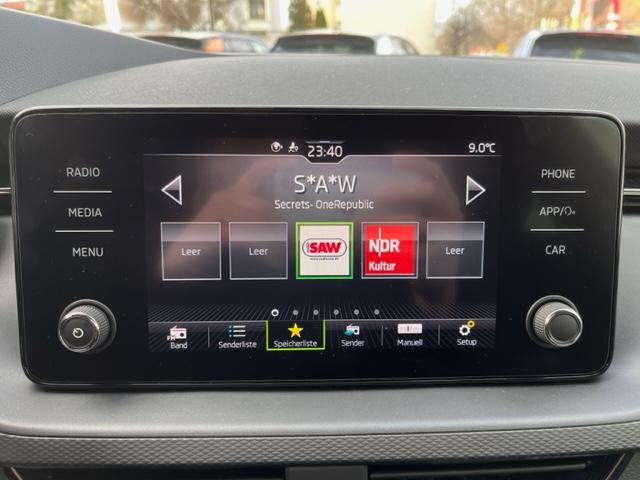 23:40
9.0°C
RADIO
MEDIA
MENU
PHONE
APP/
CAR
S*A*W
Secrets- OneRepublic
Leer
Leer
SAW
NDR
Kultur
Leer
FM
Band
Senderliste
Speicherliste
Sender
Manuell
Setup